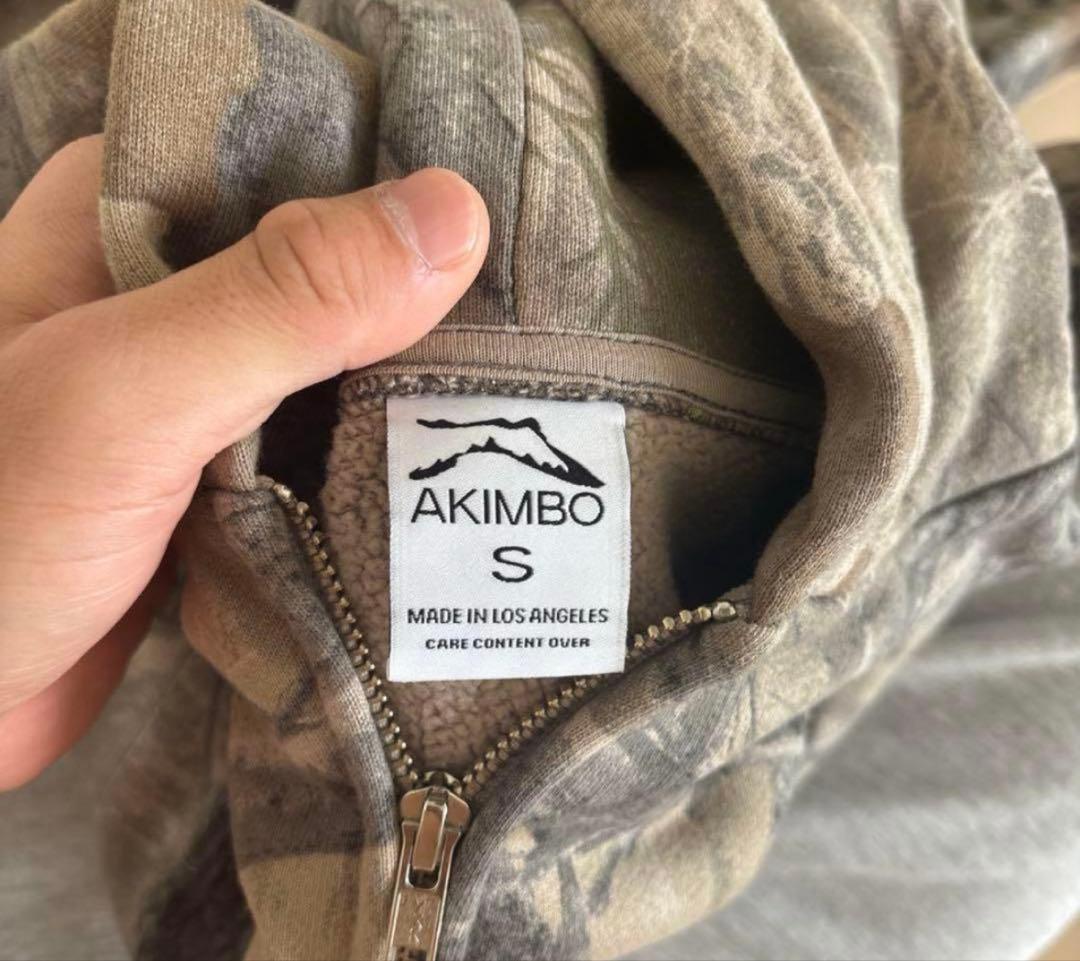 AKIMBO
S
MADE IN LOS ANGELES
CARE CONTENT OVER